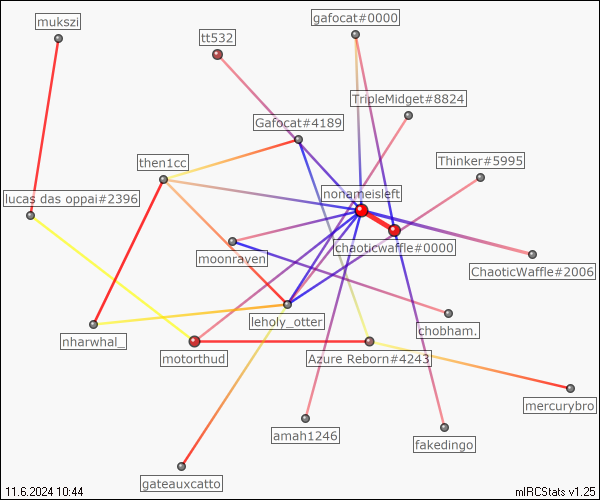 gafocat#0000
mukszi
tt532
TripleMidget#8824
Gafocat#4189
then1cc
Thinker#5995
nonameisleft
lucas das oppai#2396
chaoticwaffle#0000
moonraven
ChaoticWaffle#2006
leholy_otter
chobham.
nharwhal_
motorthud
Azure Reborn#4243
mercurybro
amah1246
fakedingo
gateauxcatto
11.6.2024 10:44
mIRCStats v1.25